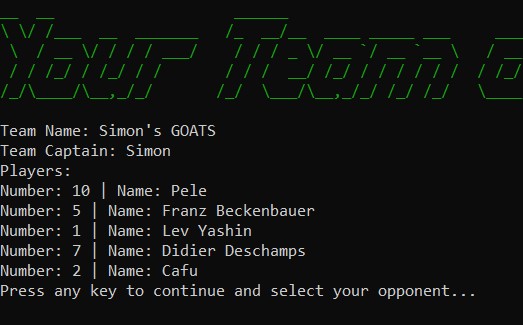 Your Team
Team Name: Simon's GOATS
Team Captain: Simon
Players:
Number: 10 | Name: Pele
Number: 5 | Name: Franz Beckenbauer
Number: 1 | Name: Lev Yashin
Number: 7 | Name: Didier Deschamps
Number: 2 | Name: Cafu
Press any key to continue and select your opponent...